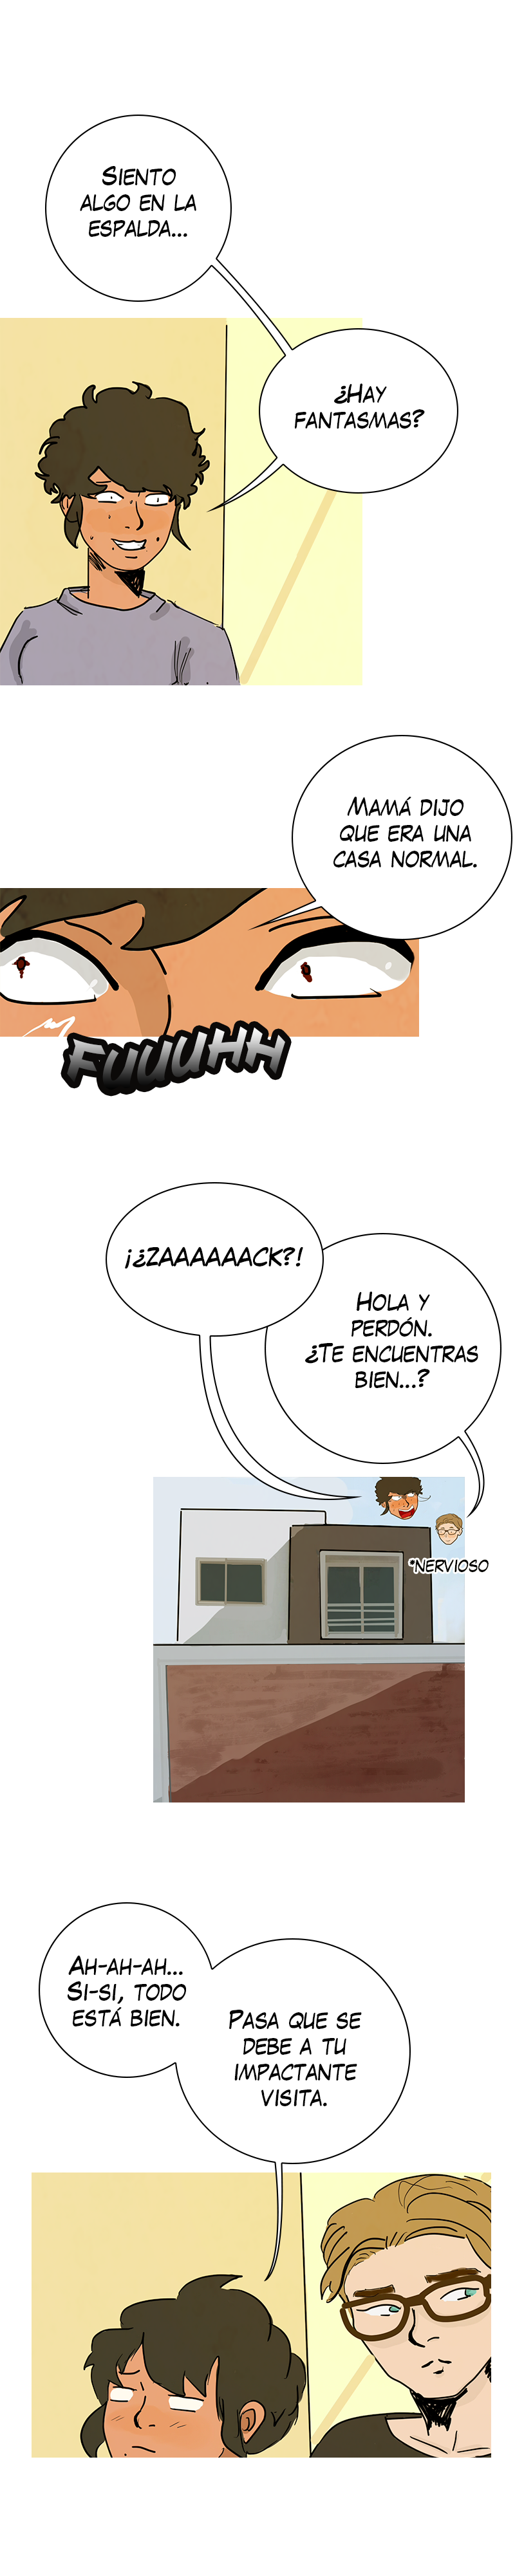 SIENTO
ALGO EN LA
ESPALDA...
¿HAY
FANTASMAS?
MAMÁ DIJO
QUE ERA UNA
CASA NORMAL.
FUUUHH
¡¿ZAAAAAACK?!
HOLA Y
PERDÓN.
¿TE ENCUENTRAS
BIEN...?
*NERVIOSO
AH-AH-AH...
SI-SI, TODO
ESTÁ BIEN.
PASA QUE SE
DEBE A TU
IMPACTANTE
VISITA.